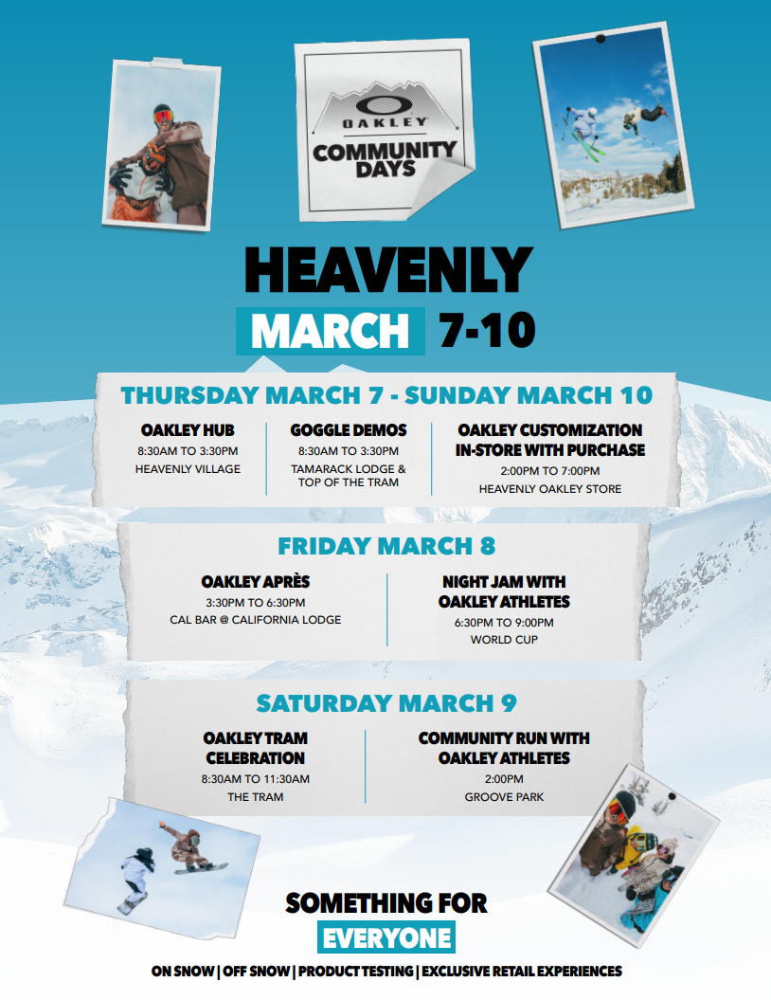 OAKLEY
COMMUNITY
DAYS
HEAVENLY
MARCH 7-10
THURSDAY MARCH 7 - SUNDAY MARCH 10
OAKLEY HUB
8:30AM TO 3:30PM
HEAVENLY VILLAGE
GOGGLE DEMOS
8:30AM TO 3:30PM
TAMARACK LODGE &
TOP OF THE TRAM
OAKLEY CUSTOMIZATION
IN-STORE WITH PURCHASE
2:00PM TO 7:00PM
HEAVENLY OAKLEY STORE
FRIDAY MARCH 8
OAKLEY APRÈS
3:30PM TO 6:30PM
CAL BAR @ CALIFORNIA LODGE
NIGHT JAM WITH
OAKLEY ATHLETES
6:30PM TO 9:00PM
WORLD CUP
SATURDAY MARCH 9
OAKLEY TRAM
CELEBRATION
8:30AM TO 11:30AM
THE TRAM
COMMUNITY RUN WITH
OAKLEY ATHLETES
2:00PM
GROOVE PARK
SOMETHING FOR
EVERYONE
ON SNOW | OFF SNOW | PRODUCT TESTING | EXCLUSIVE RETAIL EXPERIENCES